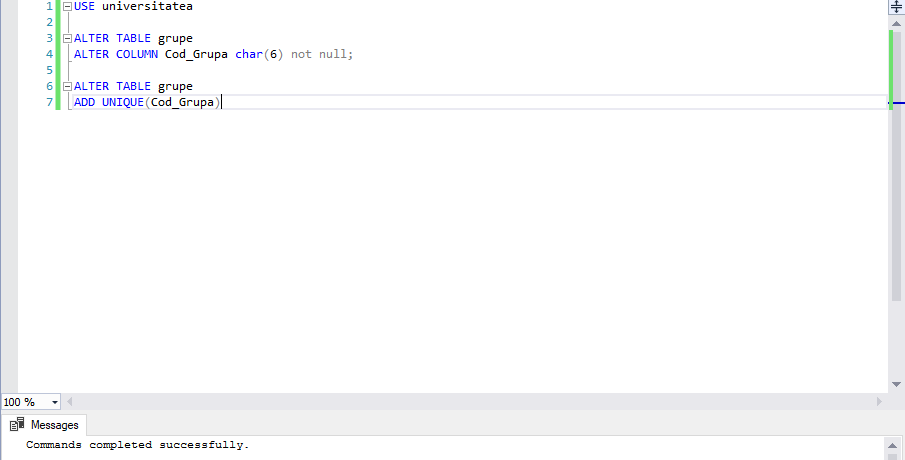 1 USE universitatea
2
3 ALTER TABLE grupe
4 ALTER COLUMN Cod_Grupa char(6) not null;
5
6 ALTER TABLE grupe
7 ADD UNIQUE(Cod_Grupa)
100 %
Messages
Commands completed successfully.